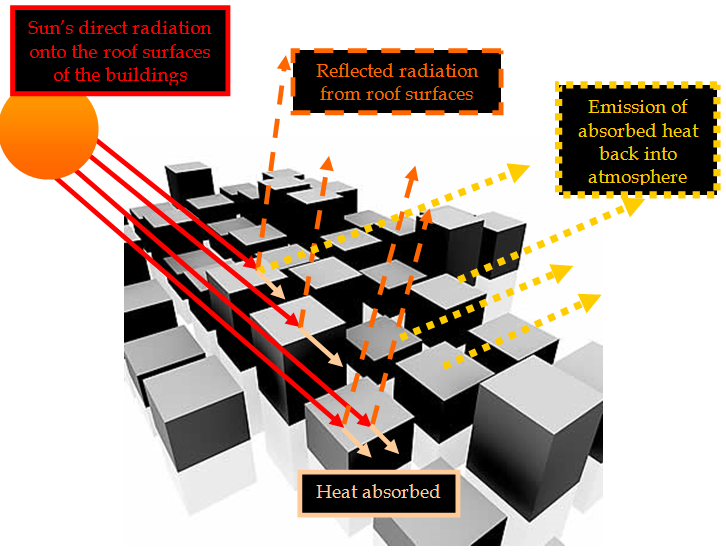 Sun's direct radiation
onto the roof surfaces
of the buildings
Reflected radiation
from roof surfaces
Emission of
absorbed heat
back into
atmosphere
Heat absorbed